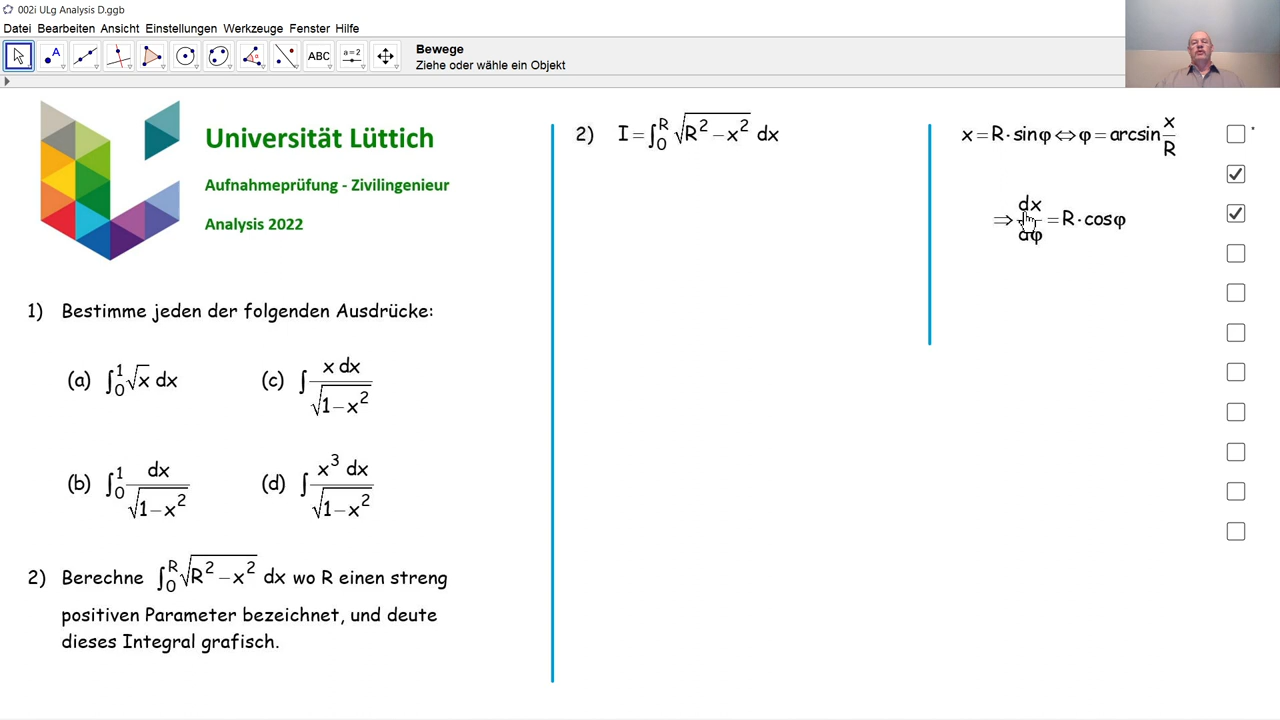 002i ULg Analysis D.ggb
Datei Bearbeiten Ansicht Einstellungen Werkzeuge Fenster Hilfe
ABC
a=2
Bewege
Ziehe oder wähle ein Objekt
Universität Lüttich
Aufnahmeprüfung - Zivilingenieur
Analysis 2022
1) Bestimme jeden der folgenden Ausdrücke:
(a) ∫₀¹ √x dx
(c) ∫ x dx / √(1−x²)
(b) ∫₀¹ dx / √(1−x²)
(d) ∫ x³ dx / √(1−x²)
2) Berechne ∫₀ᴿ √(R²−x²) dx wo R einen streng
positiven Parameter bezeichnet, und deute
dieses Integral grafisch.
2) I = ∫₀ᴿ √(R²−x²) dx
x = R · sinφ ⇔ φ = arcsin x/R
⇒ dx/dφ = R · cosφ